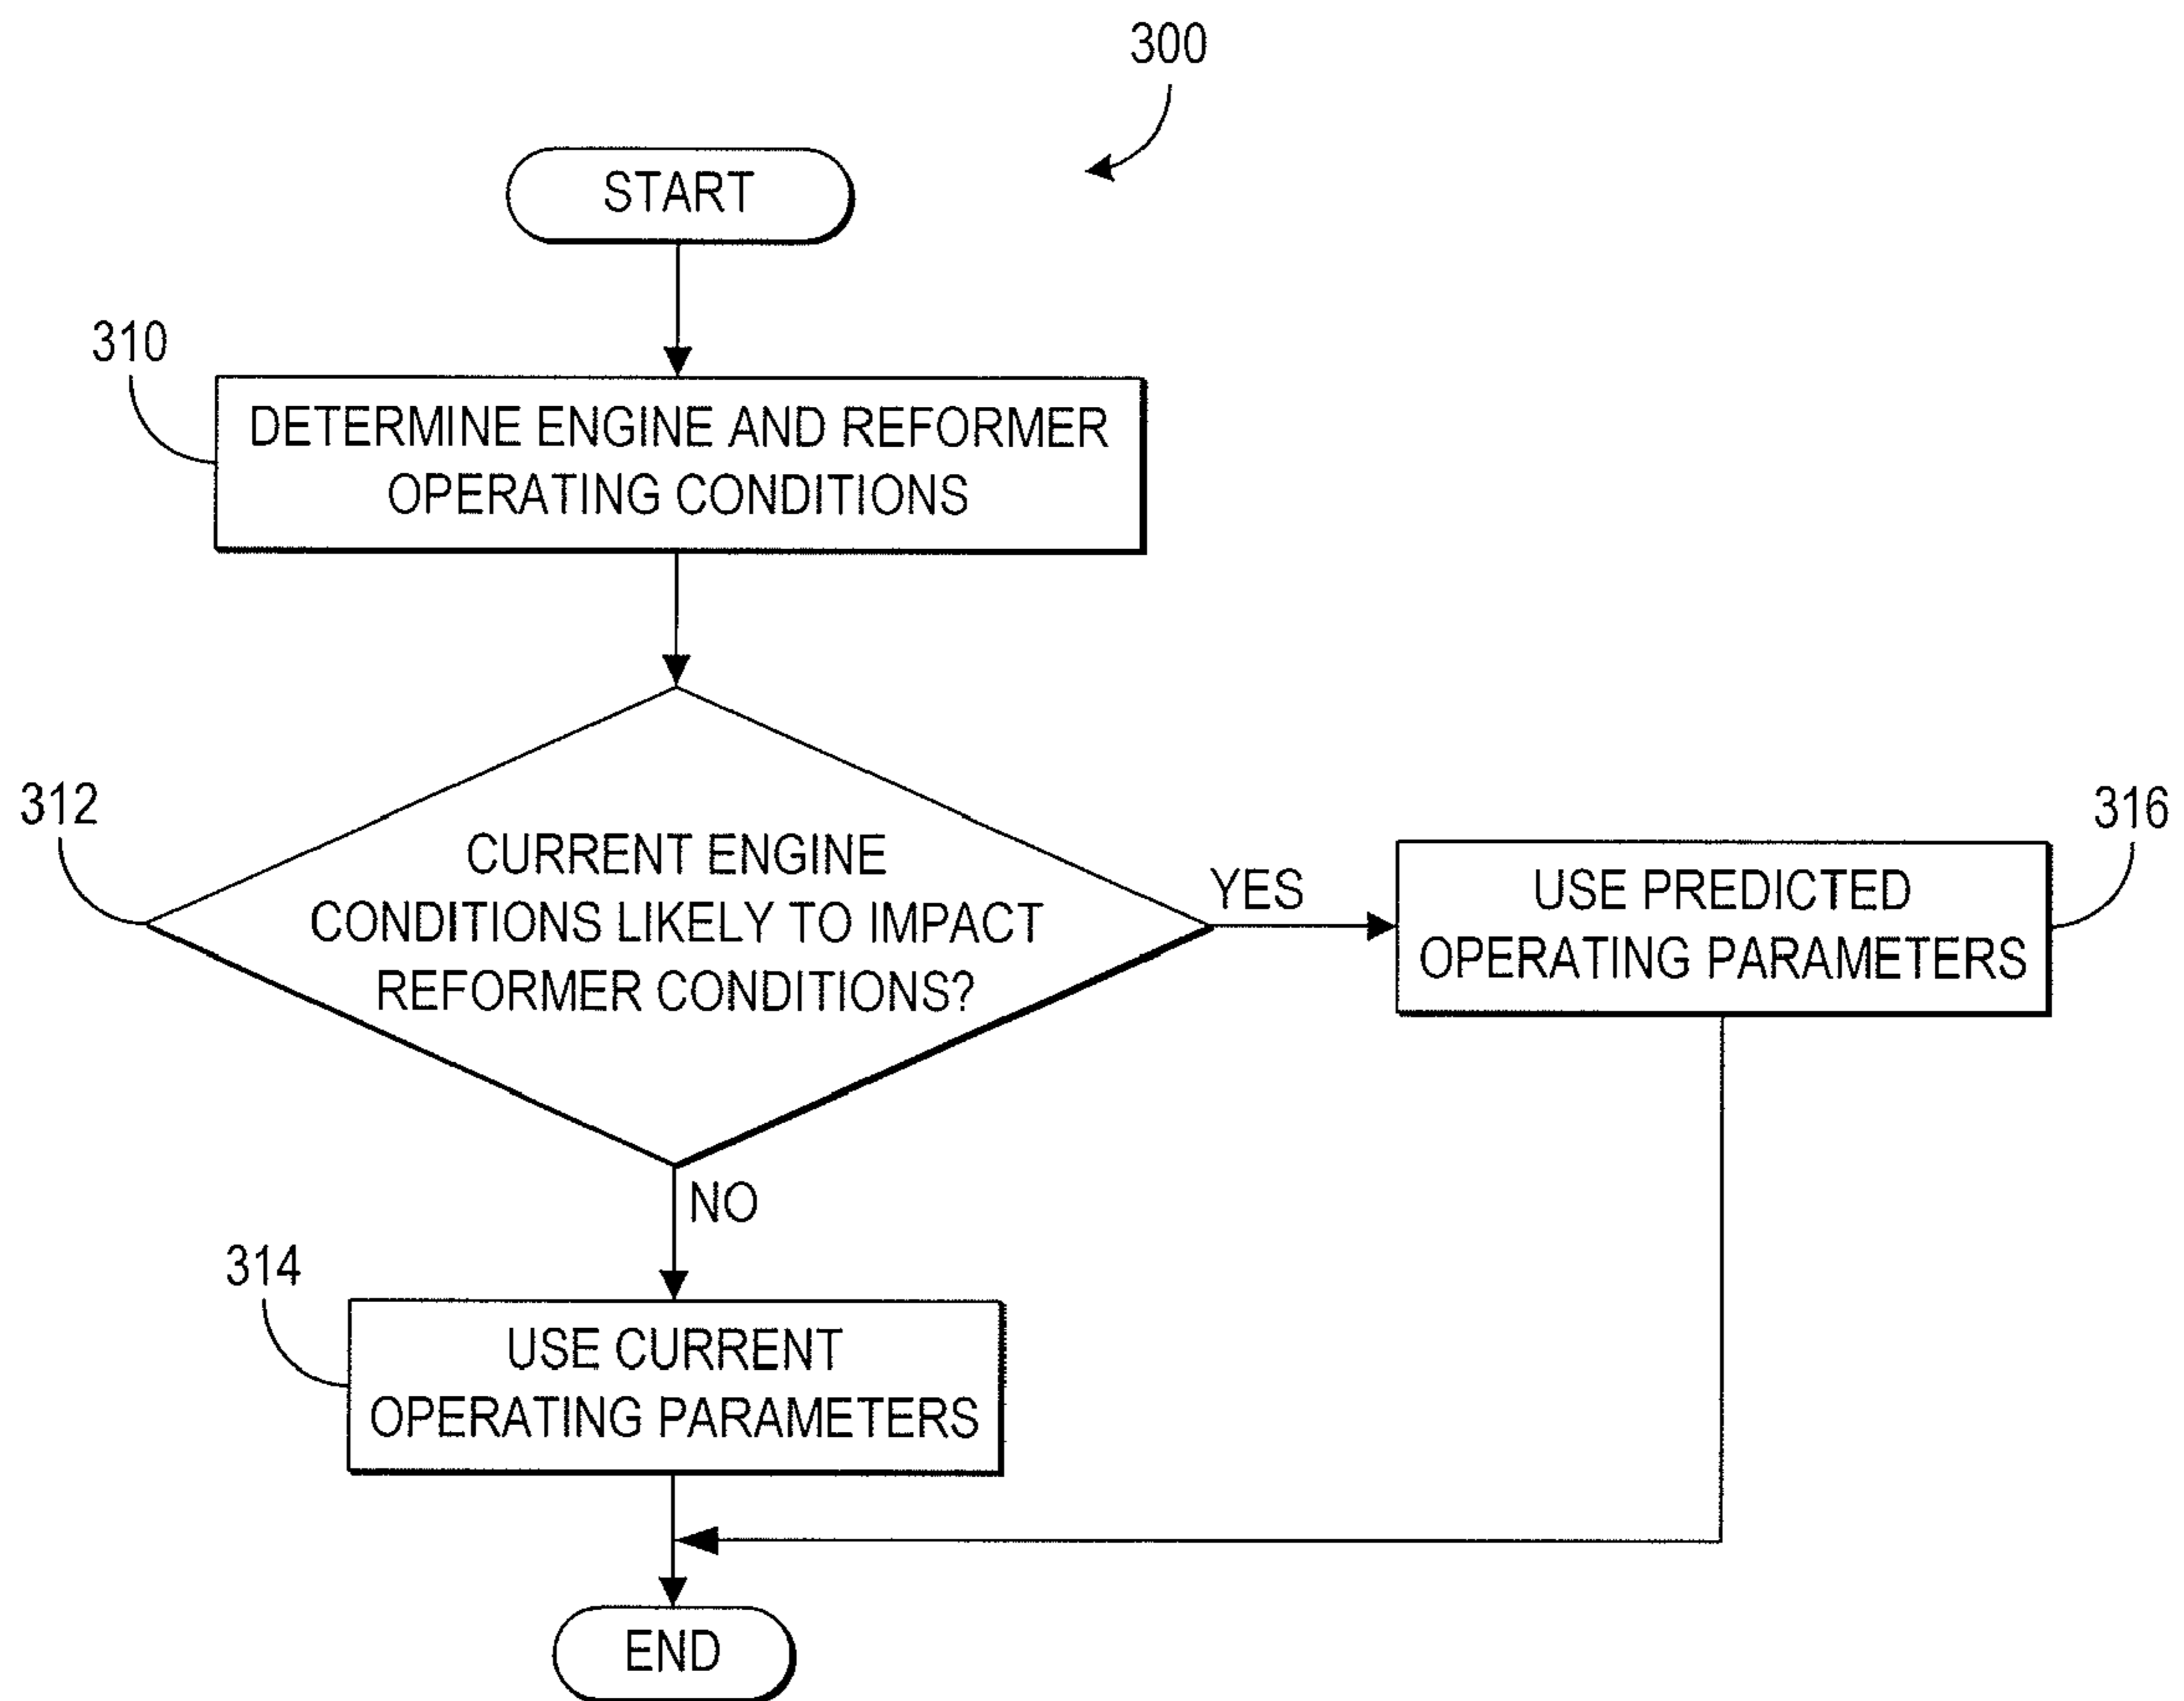 300
START
310
DETERMINE ENGINE AND REFORMER
OPERATING CONDITIONS
312
CURRENT ENGINE
CONDITIONS LIKELY TO IMPACT
REFORMER CONDITIONS?
YES
316
USE PREDICTED
OPERATING PARAMETERS
NO
314
USE CURRENT
OPERATING PARAMETERS
END